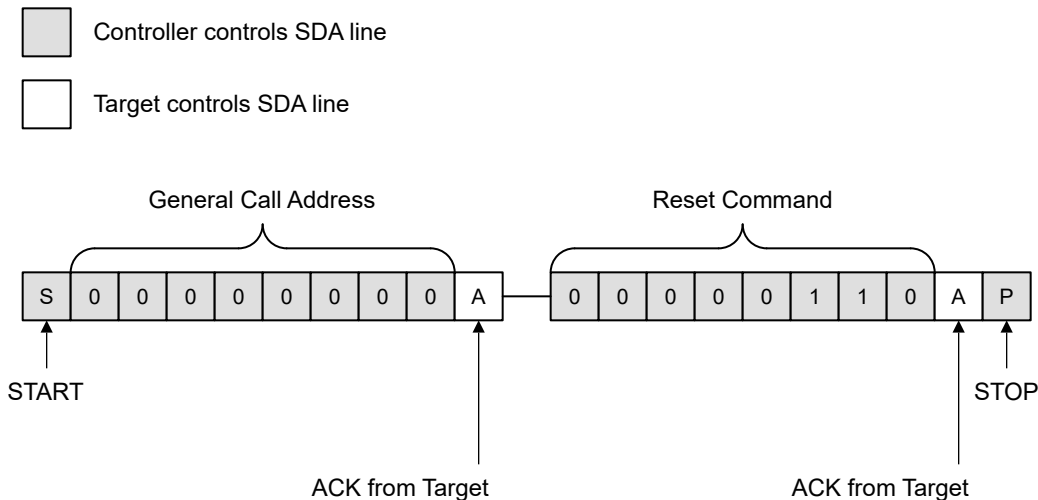 Controller controls SDA line
Target controls SDA line
General Call Address Reset Command
S 0 0 0 0 0 0 0 0 A 0 0 0 0 0 1 1 0 A P
START STOP
ACK from Target ACK from Target